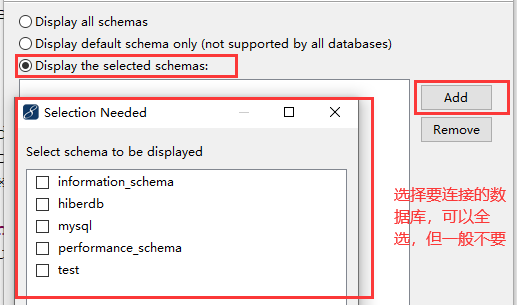 Display all schemas
Display default schema only (not supported by all databases)
Display the selected schemas:
Add
Selection Needed
Remove
Select schema to be displayed
information_schema
hiberdb
mysql
performance_schema
test
选择要连接的数
据库，可以全
选，但一般不要